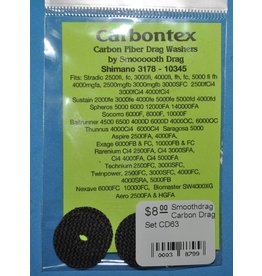 Carbontex
Carbon Fiber Drag Washers
by Smoooooth Drag
Shimano 3178 - 10345
Fits: Stradic 2500fi, fc, 3000fi, 4000fi, fh, fc, 5000 fi fh
4000mgfa, 2500mgfb 3000mgfb 3000SFC 2500fCi4
3000fCi4 4000fCi4
Sustain 2500fe 3000fe 4000fe 5000fe 5000fd 4000fd
Spheros 5000 6000 12000FA 14000FA
Socorro 6000F, 8000F, 10000F
Baitrunner 4500 6500 4000D 6000D 4000OC, 6000OC
Thunnus 4000Ci4 6000Ci4 Saragosa 5000
Aspire 2500FA, 4000FA,
Exage 6000FB & FC, 10000FB & FC
Rarenium Ci4 2500FA, Ci4 3000SFA,
Ci4 4000FA, Ci4 5000FA
Technium 2500FC, 3000SFC,
Twinpower, 2500FC, 3000SFC, 4000FC,
4000SRA, 5000FB
Nexave 6000FC, 10000FC, Biomaster SW4000XG
Aero 2500FA & HGFA
$8.00 Smoothdrag
Carbon Drag
Set CD63
0093 8799